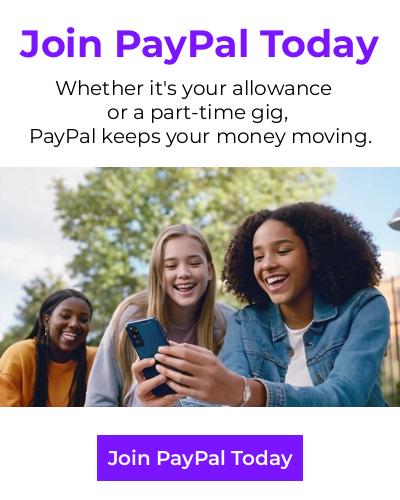 Join PayPal Today
Whether it's your allowance
or a part-time gig,
PayPal keeps your money moving.
Join PayPal Today